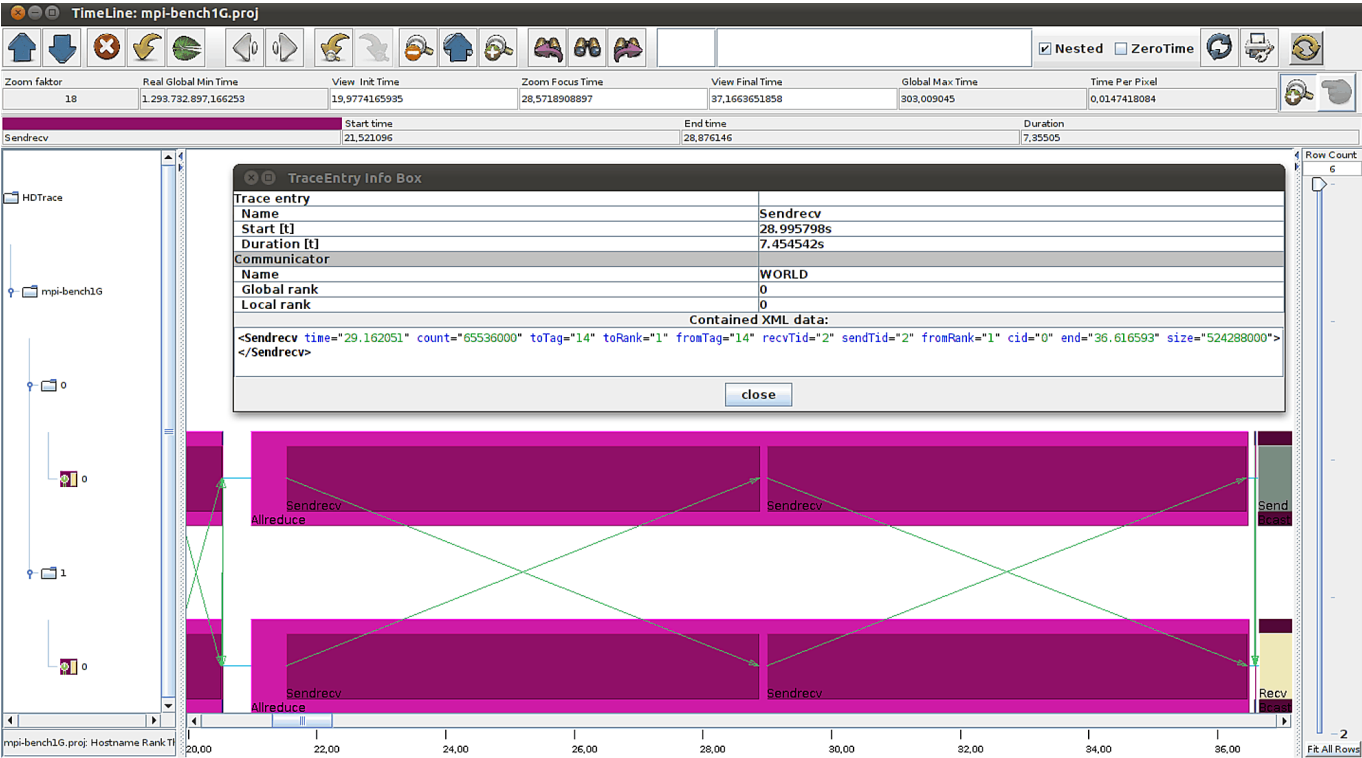 TimeLine: mpi-bench1G.proj
Nested ZeroTime
Zoom faktor Real Global Min Time View Init Time Zoom Focus Time View Final Time Global Max Time Time Per Pixel
18 1.293.732.897,166253 19,9774165935 28,5718908897 37,1663651858 303,009045 0,0147418084
Start time End time Duration
Sendrecv 21,521096 28,876146 7,35505
Row Count
6
HDTrace
mpi-bench1G
0
0
1
0
TraceEntry Info Box
Trace entry
Name Sendrecv
Start [t] 28.995798s
Duration [t] 7.454542s
Communicator
Name WORLD
Global rank 0
Local rank 0
Contained XML data:
<Sendrecv time="29.162051" count="65536000" toTag="14" toRank="1" fromTag="14" recvTid="2" sendTid="2" fromRank="1" cid="0" end="36.616593" size="524288000">
</Sendrecv>
close
Sendrecv Sendrecv Send
Allreduce Bcast
Sendrecv Sendrecv Recv
Allreduce Bcast
20,00 22,00 24,00 26,00 28,00 30,00 32,00 34,00 36,00
mpi-bench1G.proj: Hostname Rank
2
Fit All Rows